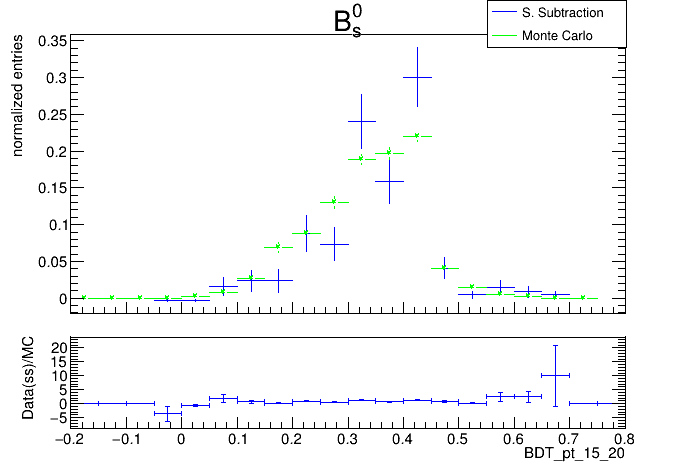 B⁰ₛ
S. Subtraction
Monte Carlo
normalized entries
0.35
0.3
0.25
0.2
0.15
0.1
0.05
0
Data(ss)/MC
20
15
10
5
0
−5
−0.2 −0.1 0 0.1 0.2 0.3 0.4 0.5 0.6 0.7 0.8
BDT_pt_15_20